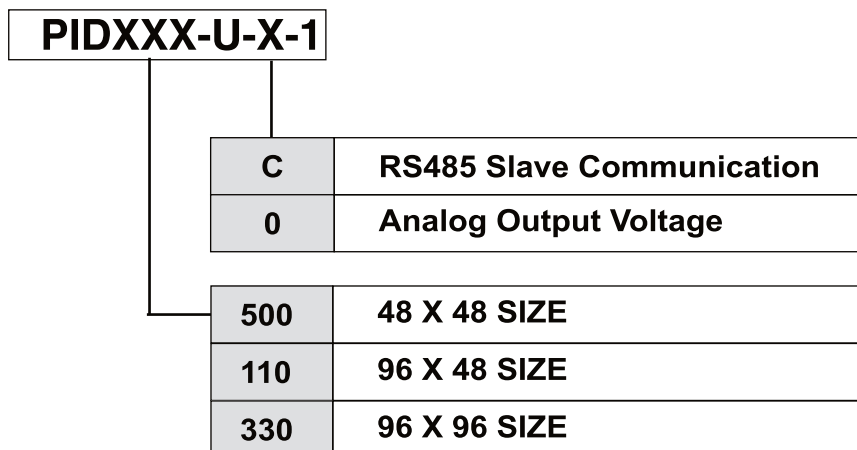 PIDXXX-U-X-1
C RS485 Slave Communication
0 Analog Output Voltage
500 48 X 48 SIZE
110 96 X 48 SIZE
330 96 X 96 SIZE